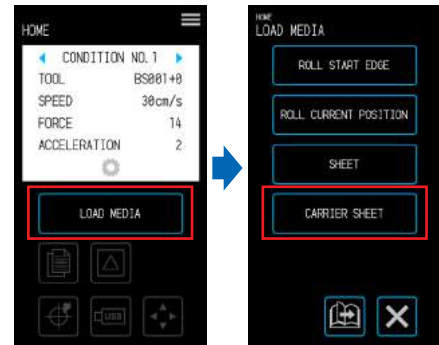 HOME
CONDITION NO. 1
TOOL BS001+0
SPEED 30cm/s
FORCE 14
ACCELERATION 2
LOAD MEDIA
USB
HOME
LOAD MEDIA
ROLL START EDGE
ROLL CURRENT POSITION
SHEET
CARRIER SHEET